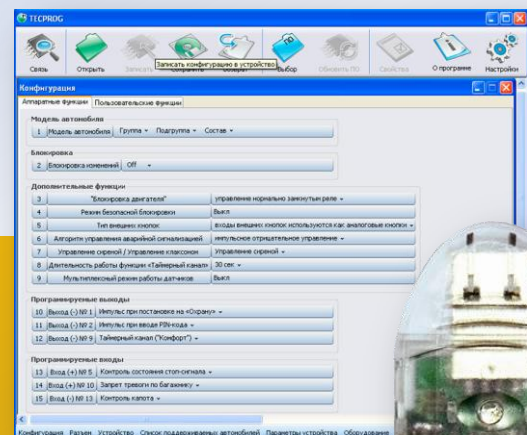 TECPROG
Связь Открыть Записать Сохранить Возврат Выбор Обновить ПО Свойства О программе Настройки
Записать конфигурацию в устройство
Конфигурация
Аппаратные функции Пользовательские функции
Модель автомобиля
1 Модель автомобиля Группа Подгруппа Состав
Блокировка
2 Блокировка изменений Off
Дополнительные функции
3 "Блокировка двигателя" управление нормально замкнутым реле
4 Режим безопасной блокировки Выкл
5 Тип внешних кнопок входы внешних кнопок используются как аналоговые кнопки
6 Алгоритм управления аварийной сигнализацией импульсное отрицательное управление
7 Управление сиреной / Управление клаксоном Управление сиреной
8 Длительность работы функции «Таймерный канал» 30 сек
9 Мультиплексный режим работы датчиков Выкл
Программируемые выходы
10 Выход (-) № 1 Импульс при постановке на «Охрану»
11 Выход (-) № 2 Импульс при вводе PIN-кода
12 Выход (-) № 9 Таймерный канал ("Комфорт")
Программируемые входы
13 Вход (+) № 5 Контроль состояния стоп-сигнала
14 Вход (+) № 10 Запрет тревоги по багажнику
15 Вход (-) № 13 Контроль капота
Конфигурация Разъем Устройство Список поддерживаемых автомобилей Параметры устройства Оборудование